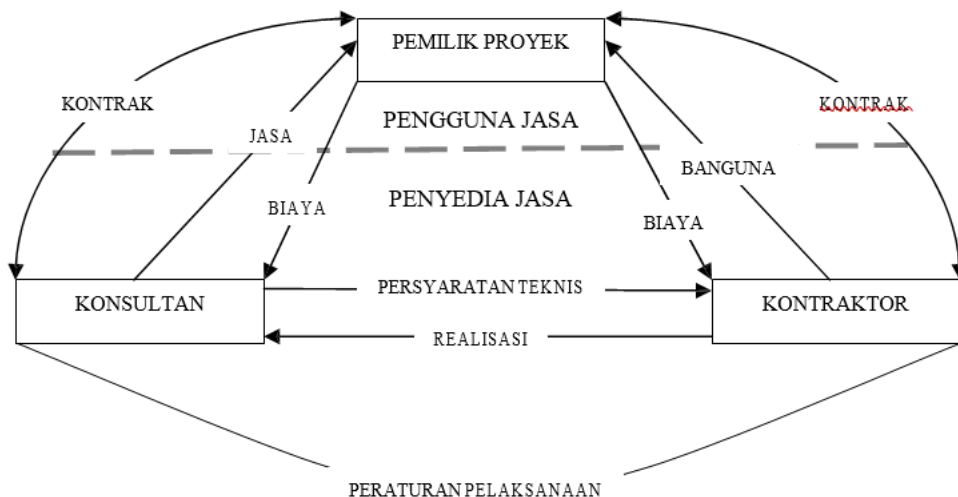 PEMILIK PROYEK
KONTRAK
KONTRAK
PENGGUNA JASA
JASA
BANGUNA
PENYEDIA JASA
BIAYA
BIAYA
PERSYARATAN TEKNIS
KONSULTAN
KONTRAKTOR
REALISASI
PERATURAN PELAKSANAAN